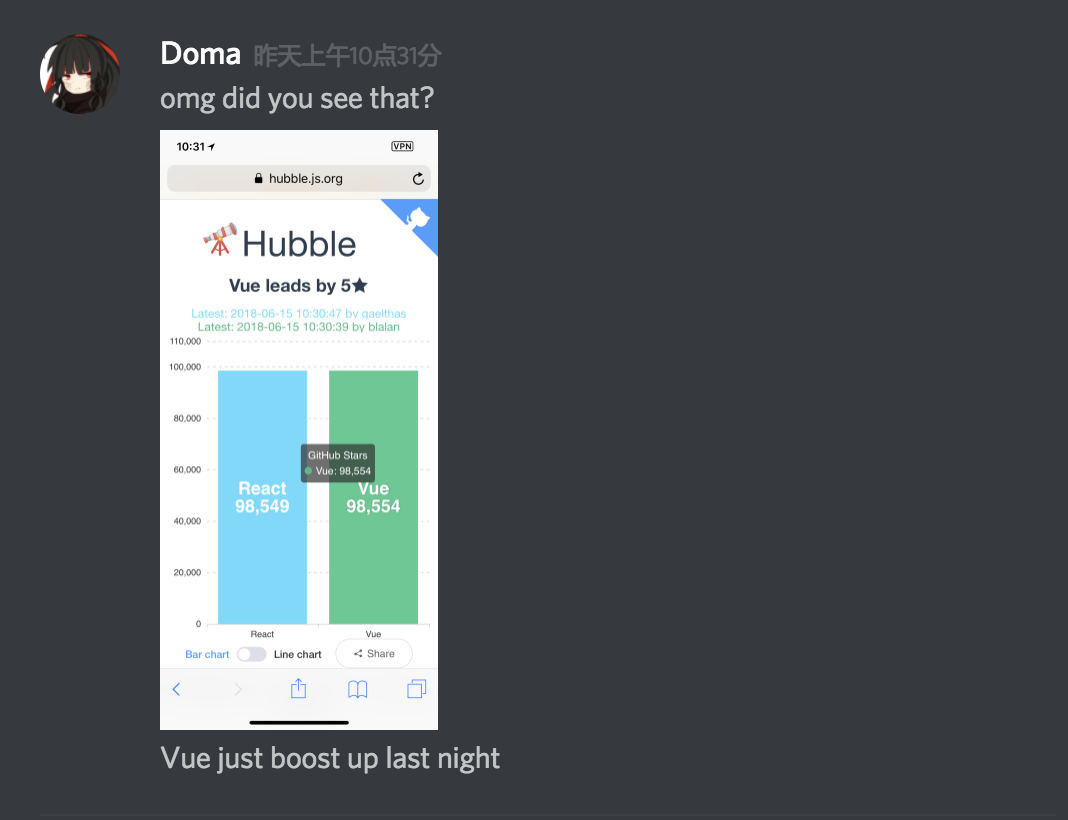 Doma 昨天上午10点31分
omg did you see that?
10:31 VPN
hubble.js.org
Hubble
Vue leads by 5★
Latest: 2018-06-15 10:30:47 by gaelthas
Latest: 2018-06-15 10:30:39 by blalan
110,000
100,000
80,000
60,000
40,000
20,000
0
GitHub Stars
Vue: 98,554
React
98,549
Vue
98,554
React Vue
Bar chart Line chart Share
Vue just boost up last night